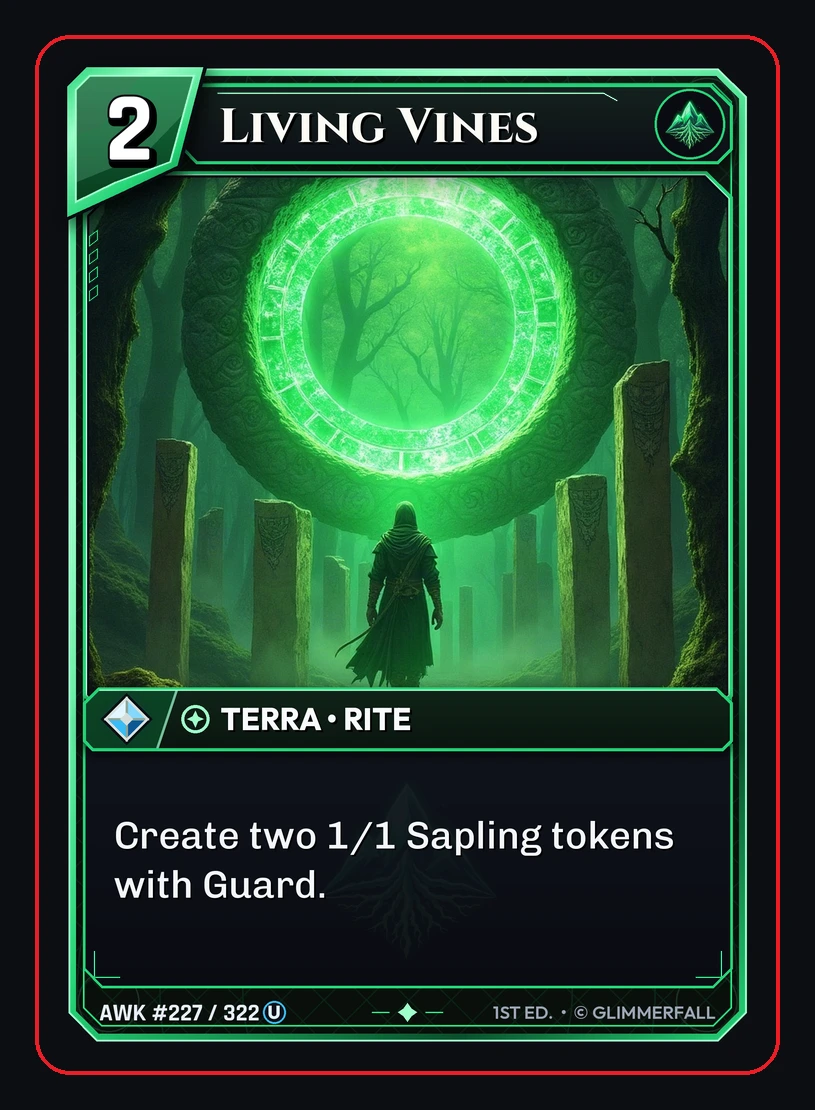 2
LIVING VINES
TERRA • RITE
Create two 1/1 Sapling tokens
with Guard.
AWK #227 / 322 U
1ST ED. • © GLIMMERFALL